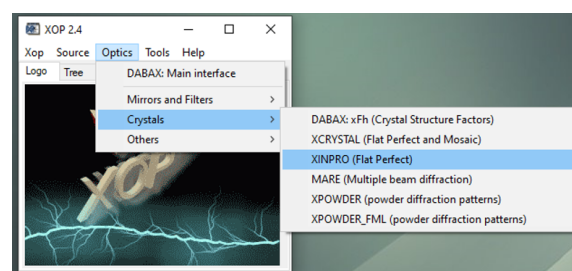 XOP 2.4
Xop Source Optics Tools Help
Logo Tree
DABAX: Main interface
Mirrors and Filters
Crystals
Others
DABAX: xFh (Crystal Structure Factors)
XCRYSTAL (Flat Perfect and Mosaic)
XINPRO (Flat Perfect)
MARE (Multiple beam diffraction)
XPOWDER (powder diffraction patterns)
XPOWDER_FML (powder diffraction patterns)
XOP